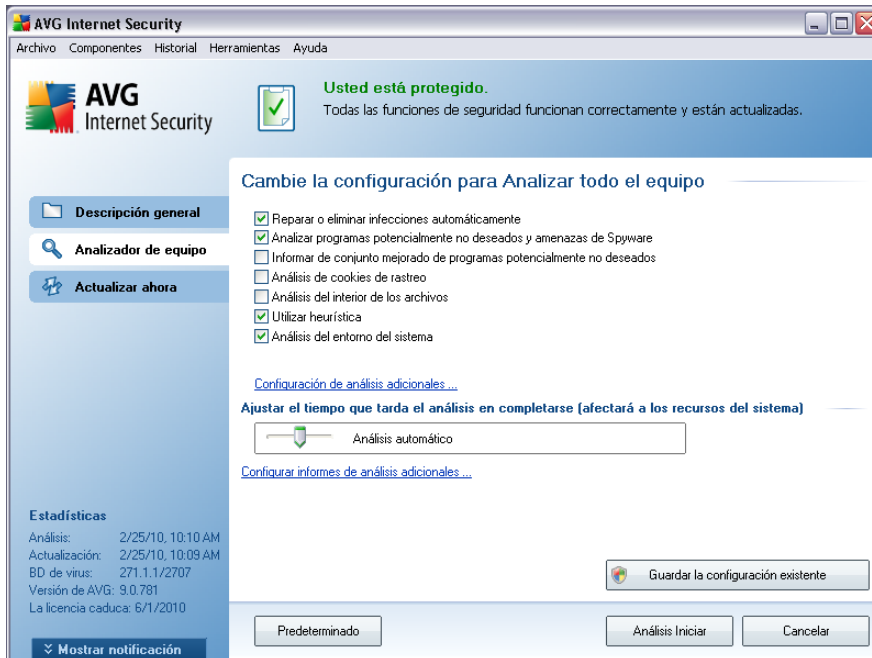 AVG Internet Security
Archivo Componentes Historial Herramientas Ayuda
AVG
Internet Security
Usted está protegido.
Todas las funciones de seguridad funcionan correctamente y están actualizadas.
Descripción general
Analizador de equipo
Actualizar ahora
Cambie la configuración para Analizar todo el equipo
Reparar o eliminar infecciones automáticamente
Analizar programas potencialmente no deseados y amenazas de Spyware
Informar de conjunto mejorado de programas potencialmente no deseados
Análisis de cookies de rastreo
Análisis del interior de los archivos
Utilizar heurística
Análisis del entorno del sistema
Configuración de análisis adicionales ...
Ajustar el tiempo que tarda el análisis en completarse (afectará a los recursos del sistema)
Análisis automático
Configurar informes de análisis adicionales ...
Estadísticas
Análisis: 2/25/10, 10:10 AM
Actualización: 2/25/10, 10:09 AM
BD de virus: 271.1.1/2707
Versión de AVG: 9.0.781
La licencia caduca: 6/1/2010
Mostrar notificación
Guardar la configuración existente
Predeterminado
Análisis Iniciar
Cancelar